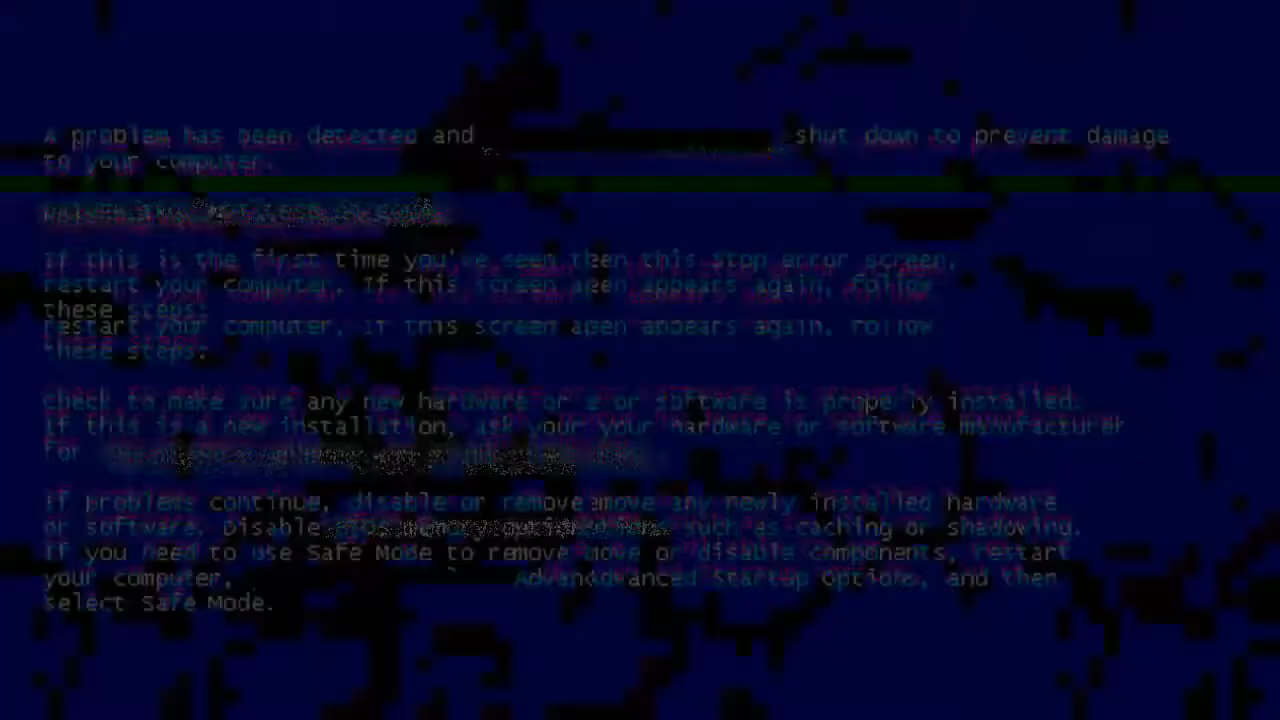 A problem has been detected and shut down to prevent damage
to your computer.
If this is the first time you've seen then this Stop error screen,
restart your computer. If this screen apen appears again, follow
these steps:
restart your computer. If this screen apen appears again, follow
these steps:
Check to make sure any new hardware or e or software is properly installed.
If this is a new installation, ask your your hardware or software manufacturer
for
If problems continue, disable or remove emove any newly installed hardware
or software. Disable such as caching or shadowing.
If you need to use Safe Mode to remove move or disable components, restart
your computer, Advanadvanced Startup Options, and then
select Safe Mode.